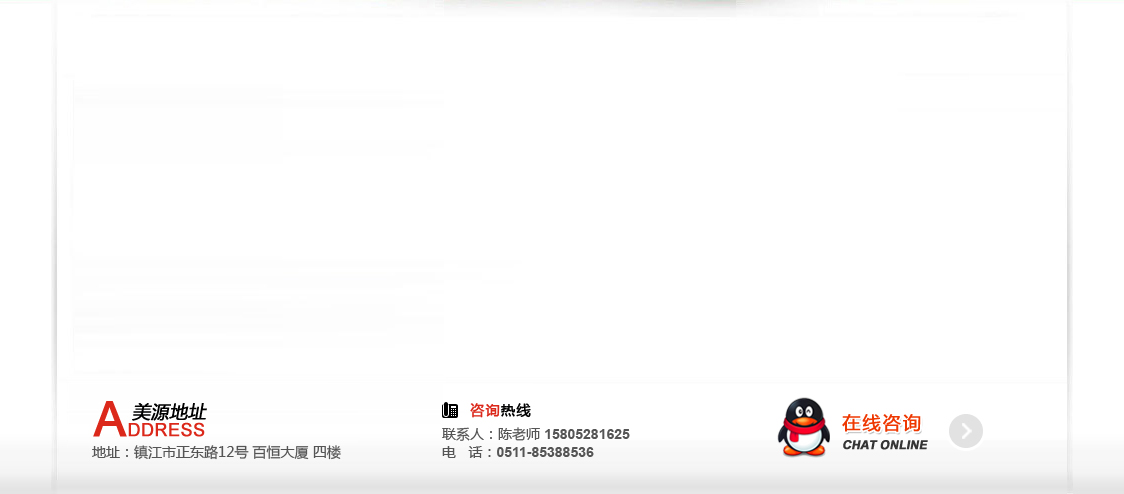 美源地址
ADDRESS
地址：镇江市正东路12号 百恒大厦 四楼
咨询热线
联系人：陈老师 15805281625
电　话：0511-85388536
在线咨询
CHAT ONLINE